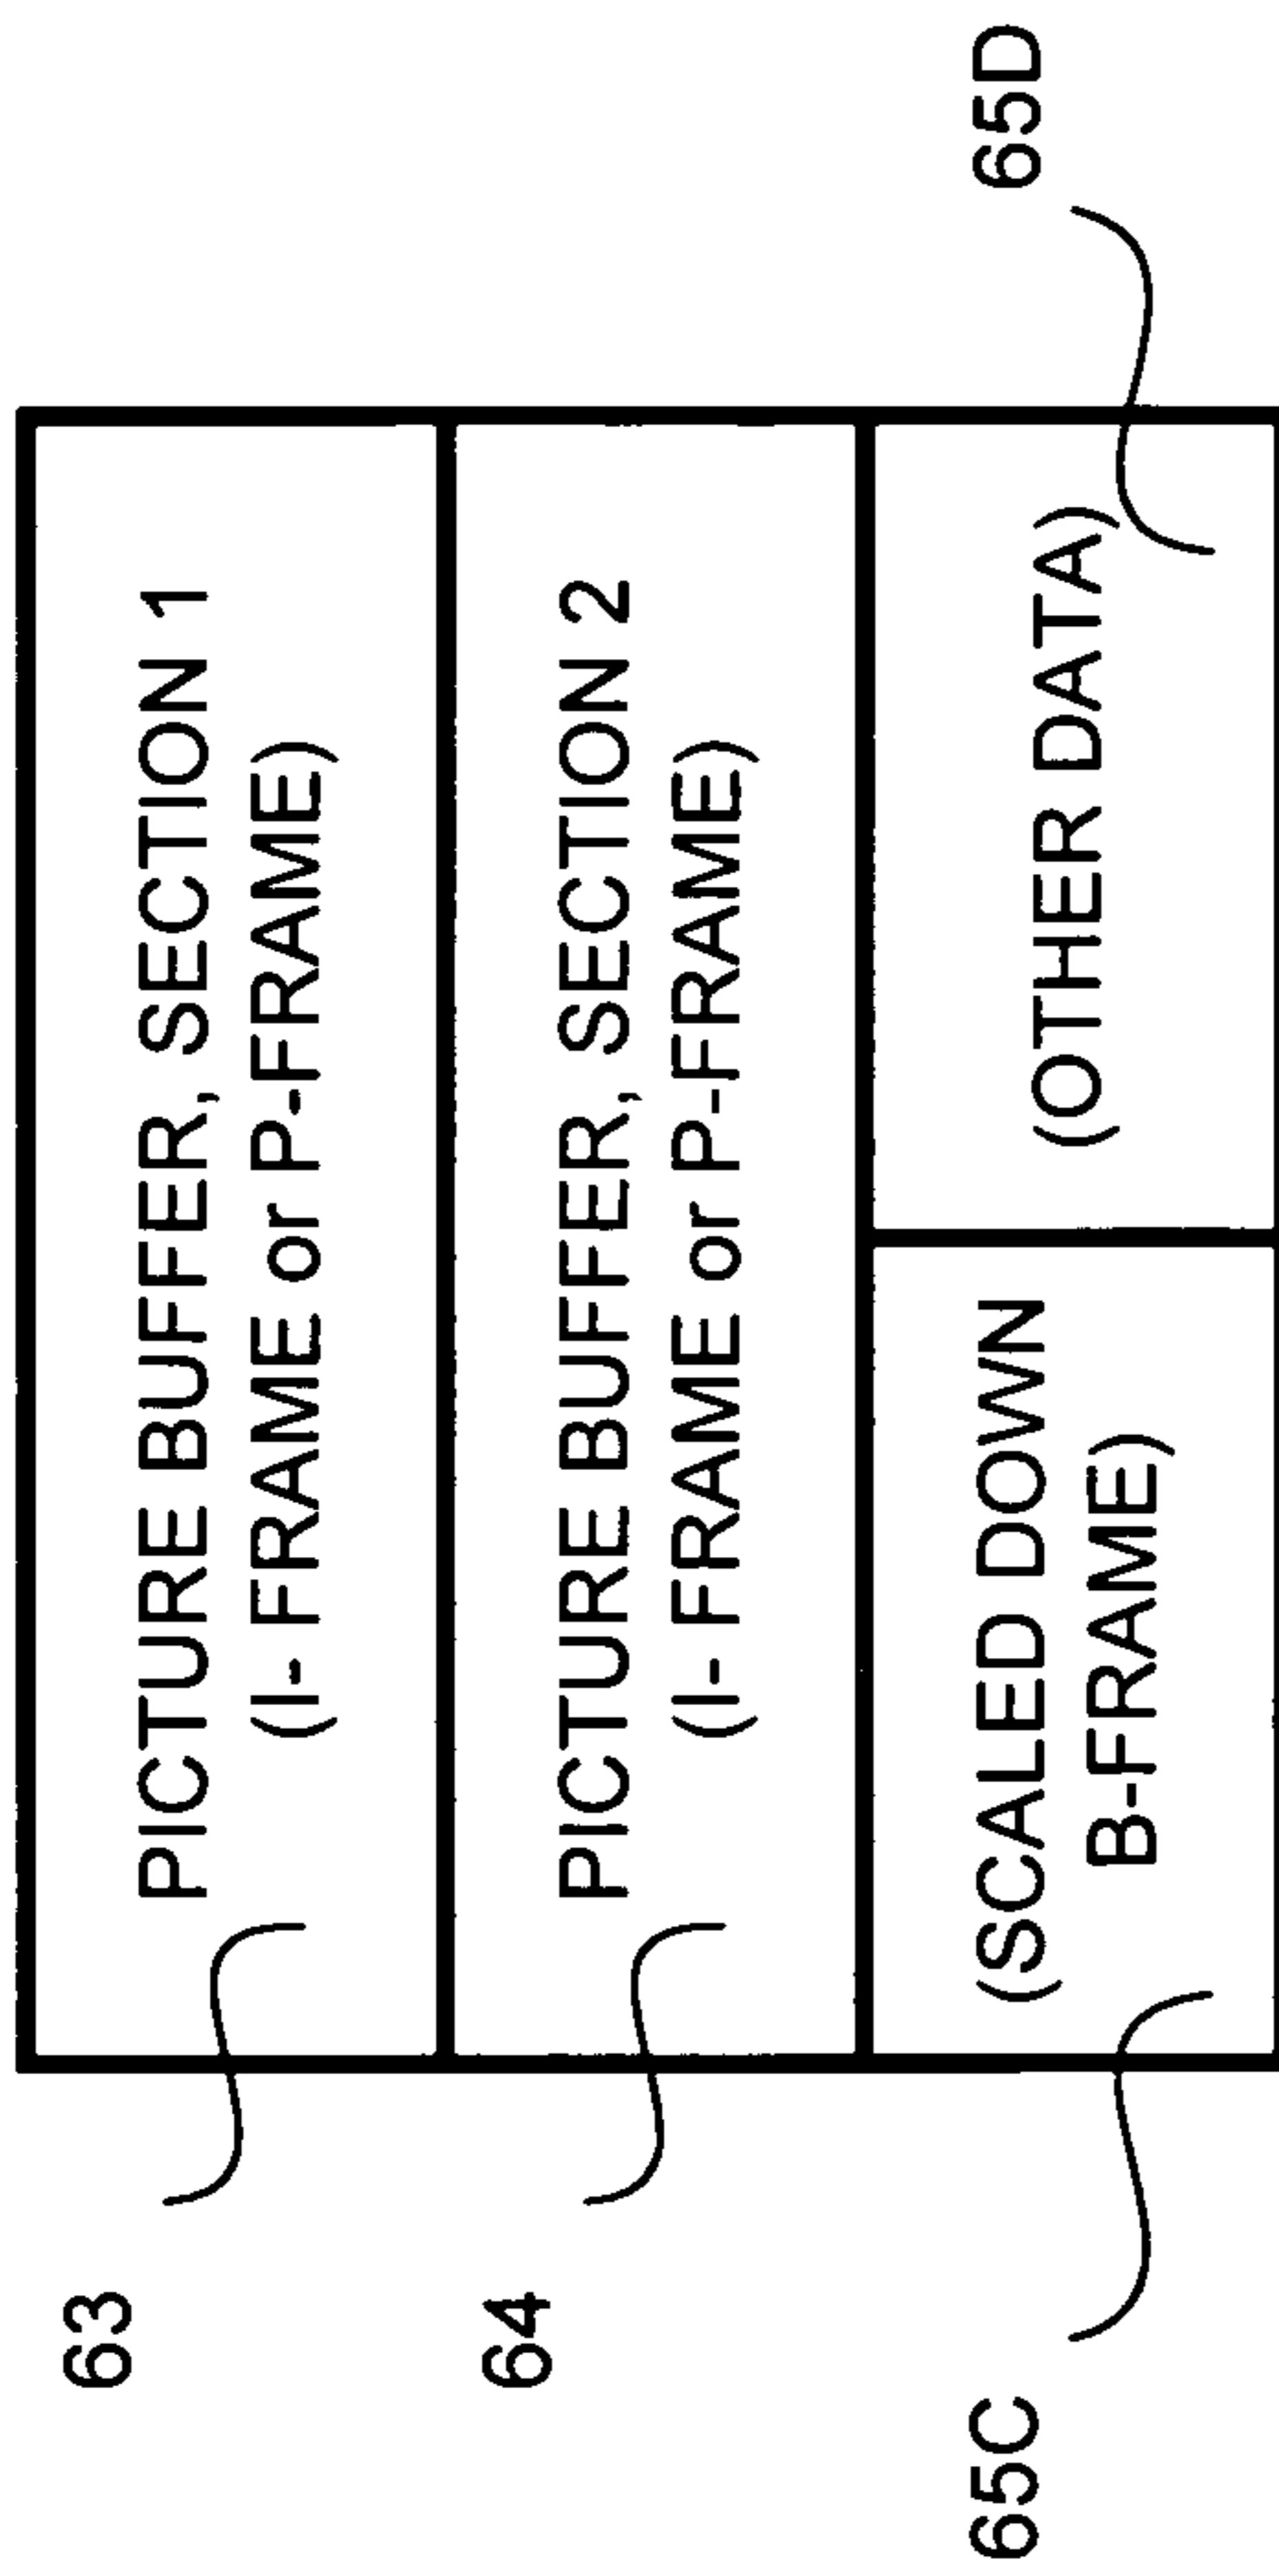 63
PICTURE BUFFER, SECTION 1
(I- FRAME or P-FRAME)
64
PICTURE BUFFER, SECTION 2
(I- FRAME or P-FRAME)
65C
(SCALED DOWN
B-FRAME)
(OTHER DATA)
65D